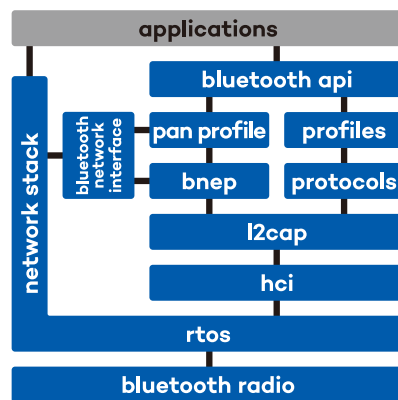 applications
bluetooth api
network stack
bluetooth
network
interface
pan profile
profiles
bnep
protocols
l2cap
hci
rtos
bluetooth radio